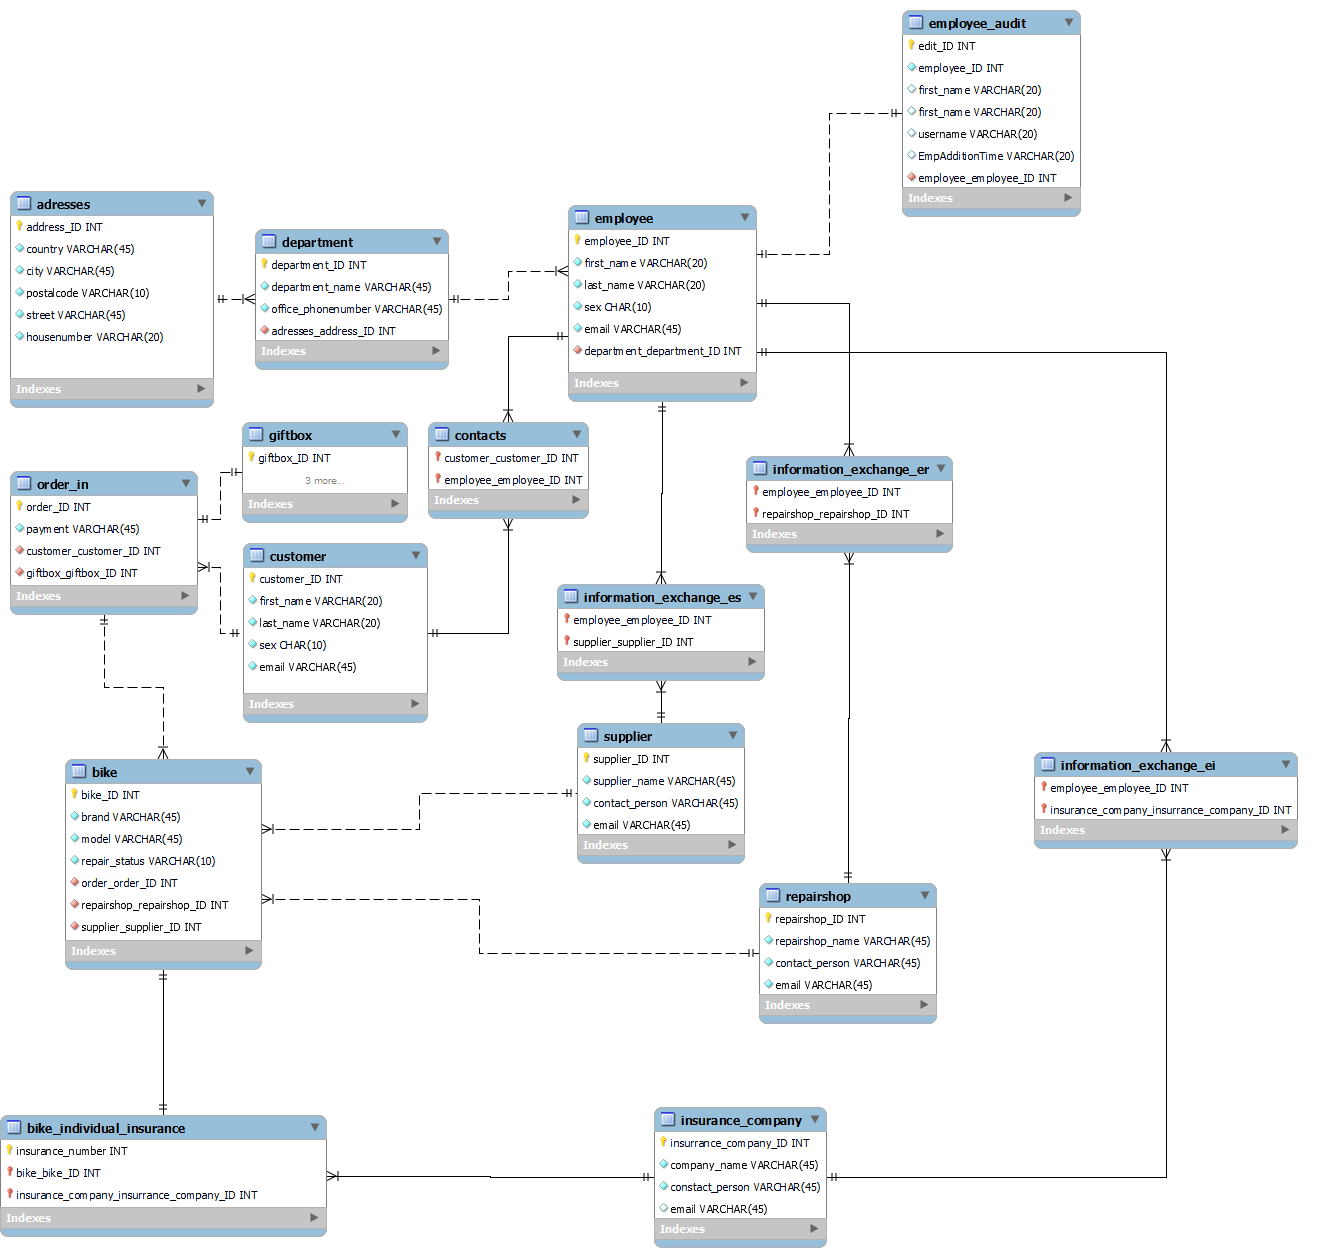 employee_audit
edit_ID INT
employee_ID INT
first_name VARCHAR(20)
first_name VARCHAR(20)
username VARCHAR(20)
EmpAdditionTime VARCHAR(20)
employee_employee_ID INT
Indexes
adresses
address_ID INT
country VARCHAR(45)
city VARCHAR(45)
postalcode VARCHAR(10)
street VARCHAR(45)
housenumber VARCHAR(20)
Indexes
department
department_ID INT
department_name VARCHAR(45)
office_phonenumber VARCHAR(45)
adresses_address_ID INT
Indexes
employee
employee_ID INT
first_name VARCHAR(20)
last_name VARCHAR(20)
sex CHAR(10)
email VARCHAR(45)
department_department_ID INT
Indexes
giftbox
giftbox_ID INT
3 more...
Indexes
contacts
customer_customer_ID INT
employee_employee_ID INT
Indexes
information_exchange_er
employee_employee_ID INT
repairshop_repairshop_ID INT
Indexes
order_in
order_ID INT
payment VARCHAR(45)
customer_customer_ID INT
giftbox_giftbox_ID INT
Indexes
customer
customer_ID INT
first_name VARCHAR(20)
last_name VARCHAR(20)
sex CHAR(10)
email VARCHAR(45)
Indexes
information_exchange_es
employee_employee_ID INT
supplier_supplier_ID INT
Indexes
supplier
supplier_ID INT
supplier_name VARCHAR(45)
contact_person VARCHAR(45)
email VARCHAR(45)
Indexes
bike
bike_ID INT
brand VARCHAR(45)
model VARCHAR(45)
repair_status VARCHAR(10)
order_order_ID INT
repairshop_repairshop_ID INT
supplier_supplier_ID INT
Indexes
information_exchange_ei
employee_employee_ID INT
insurance_company_insurrance_company_ID INT
Indexes
repairshop
repairshop_ID INT
repairshop_name VARCHAR(45)
contact_person VARCHAR(45)
email VARCHAR(45)
Indexes
bike_individual_insurance
insurance_number INT
bike_bike_ID INT
insurance_company_insurrance_company_ID INT
Indexes
insurance_company
insurrance_company_ID INT
company_name VARCHAR(45)
constact_person VARCHAR(45)
email VARCHAR(45)
Indexes